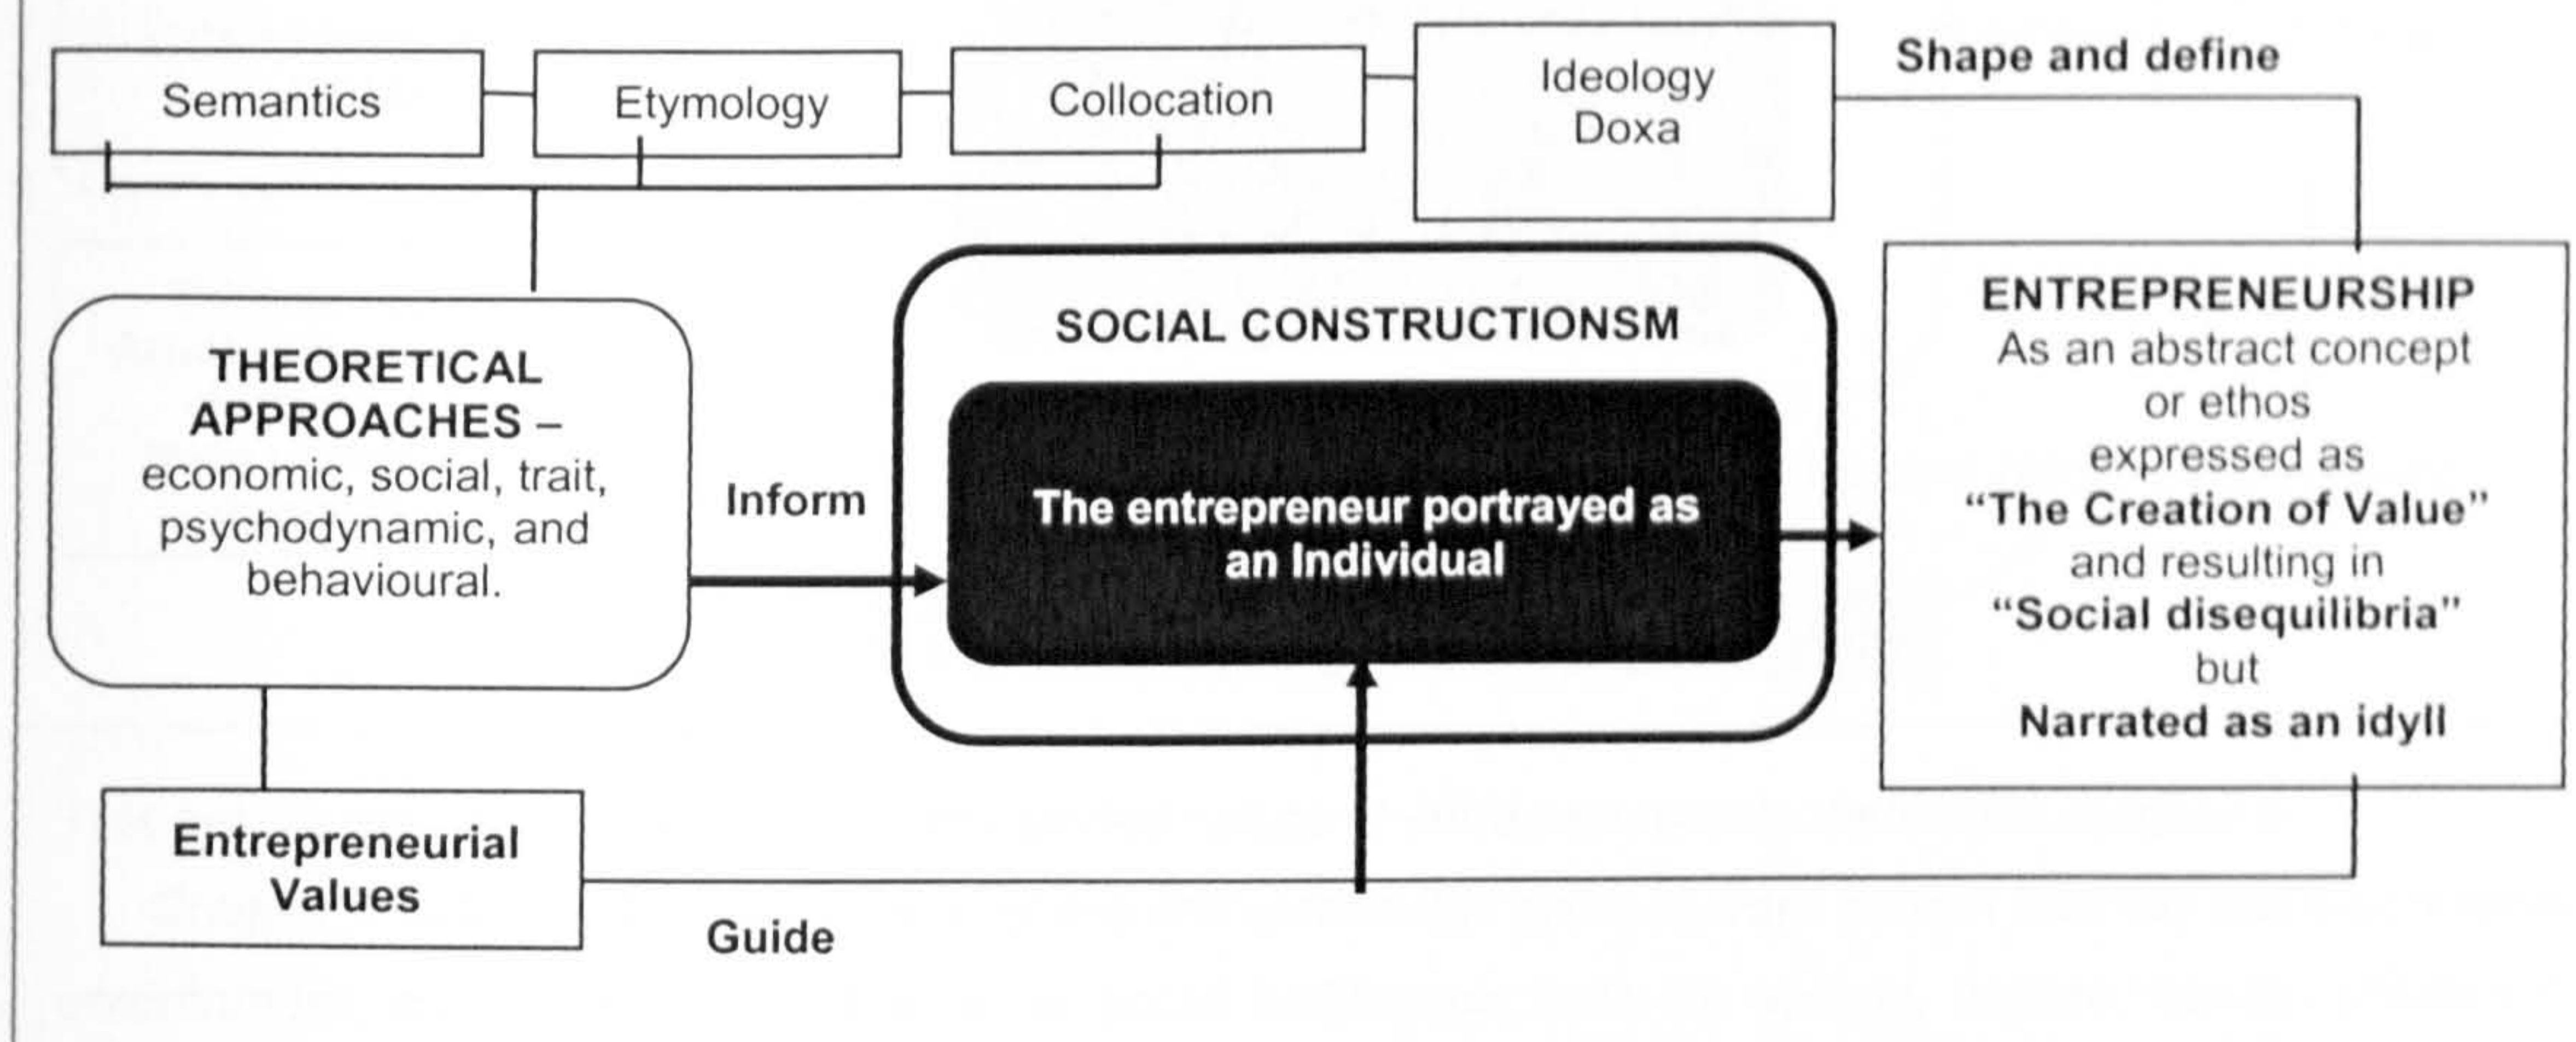 Semantics
Etymology
Collocation
Ideology
Doxa
Shape and define
THEORETICAL
APPROACHES –
economic, social, trait,
psychodynamic, and
behavioural.
Inform
SOCIAL CONSTRUCTIONSM
The entrepreneur portrayed as
an Individual
ENTREPRENEURSHIP
As an abstract concept
or ethos
expressed as
“The Creation of Value”
and resulting in
“Social disequilibria”
but
Narrated as an idyll
Entrepreneurial
Values
Guide